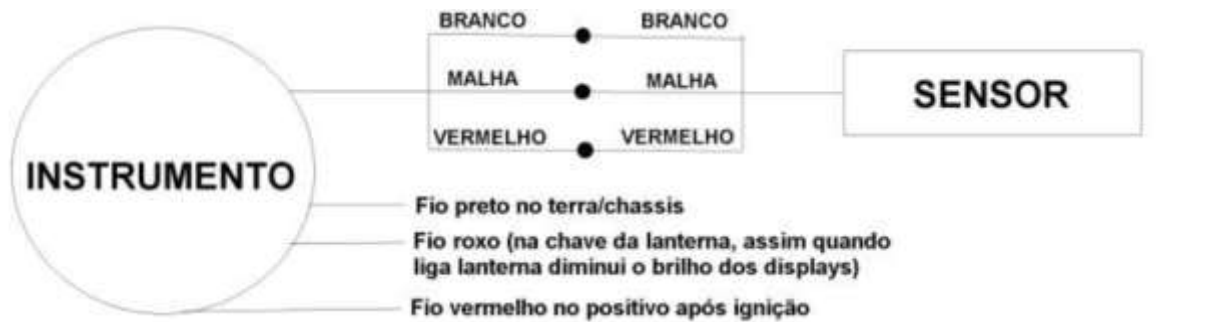 BRANCO BRANCO
MALHA MALHA
SENSOR
VERMELHO VERMELHO
INSTRUMENTO
Fio preto no terra/chassis
Fio roxo (na chave da lanterna, assim quando
liga lanterna diminui o brilho dos displays)
Fio vermelho no positivo após ignição